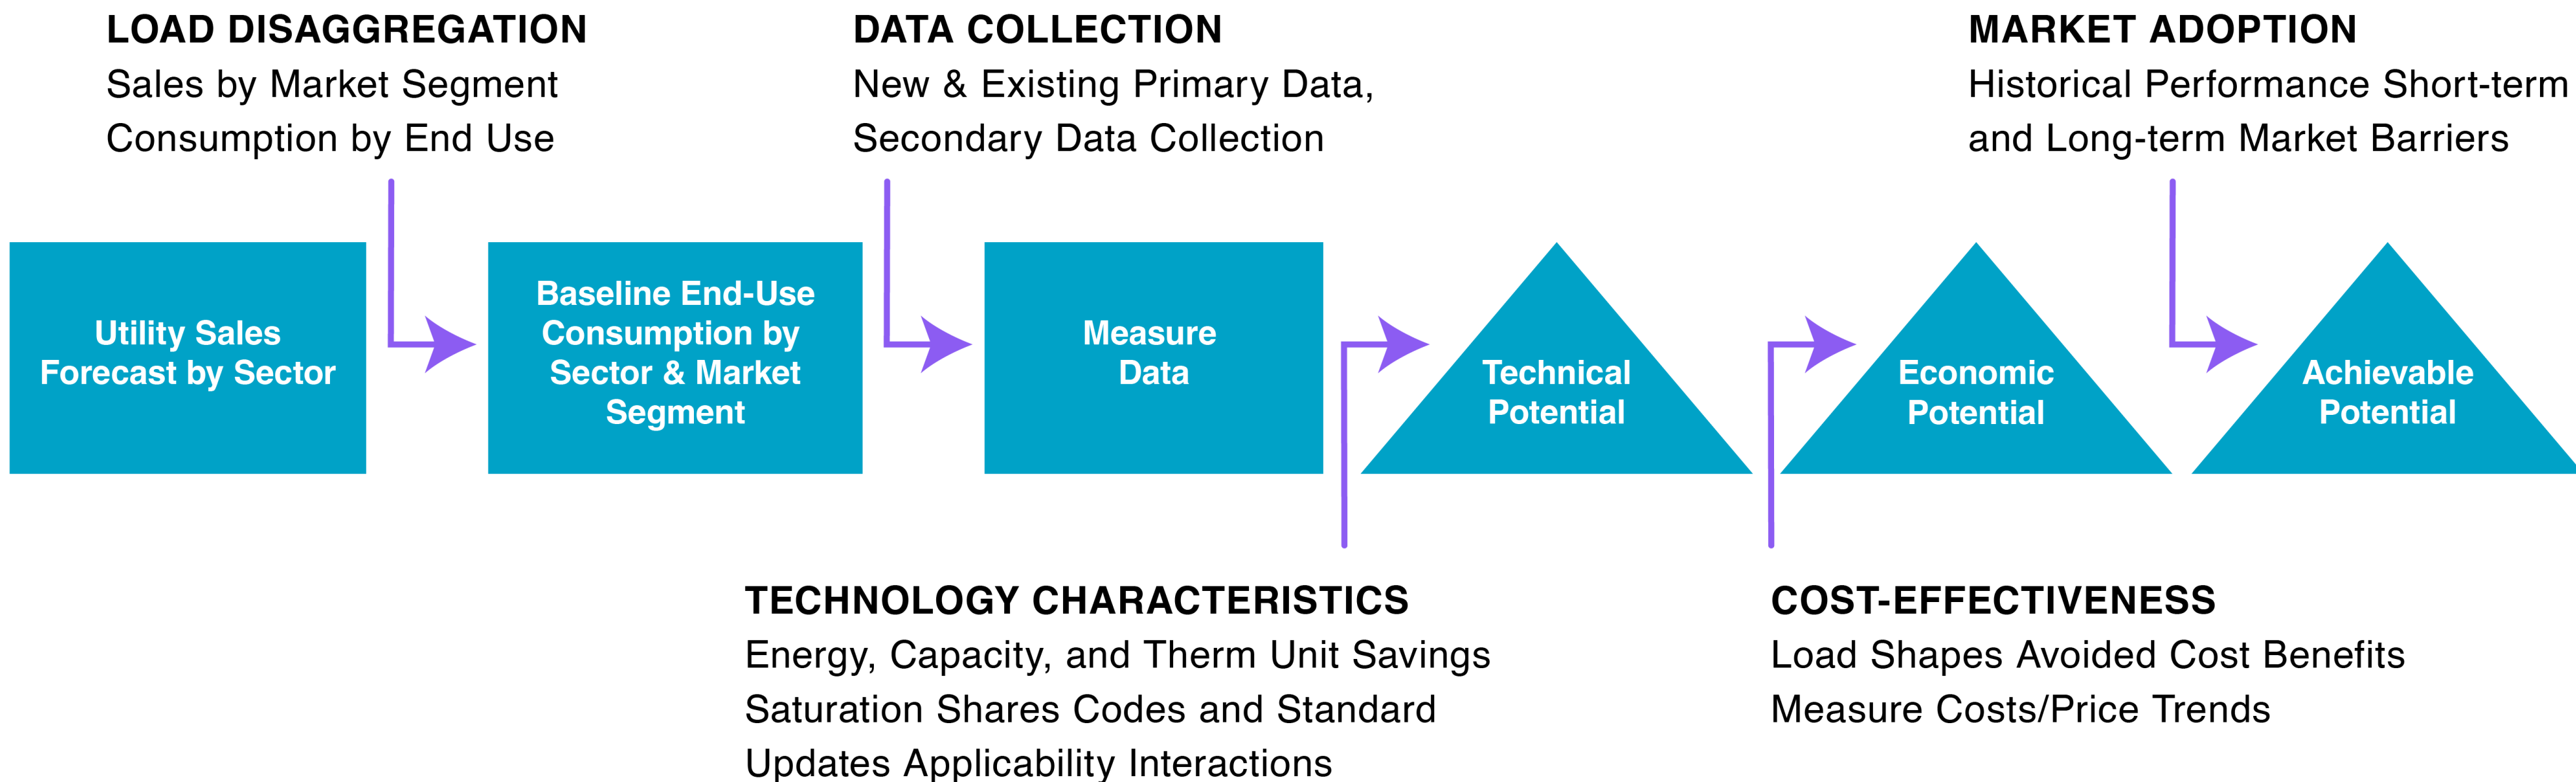 LOAD DISAGGREGATION
Sales by Market Segment
Consumption by End Use
DATA COLLECTION
New & Existing Primary Data,
Secondary Data Collection
MARKET ADOPTION
Historical Performance Short-term
and Long-term Market Barriers
Utility Sales
Forecast by Sector
Baseline End-Use
Consumption by
Sector & Market
Segment
Measure
Data
Technical
Potential
Economic
Potential
Achievable
Potential
TECHNOLOGY CHARACTERISTICS
Energy, Capacity, and Therm Unit Savings
Saturation Shares Codes and Standard
Updates Applicability Interactions
COST-EFFECTIVENESS
Load Shapes Avoided Cost Benefits
Measure Costs/Price Trends